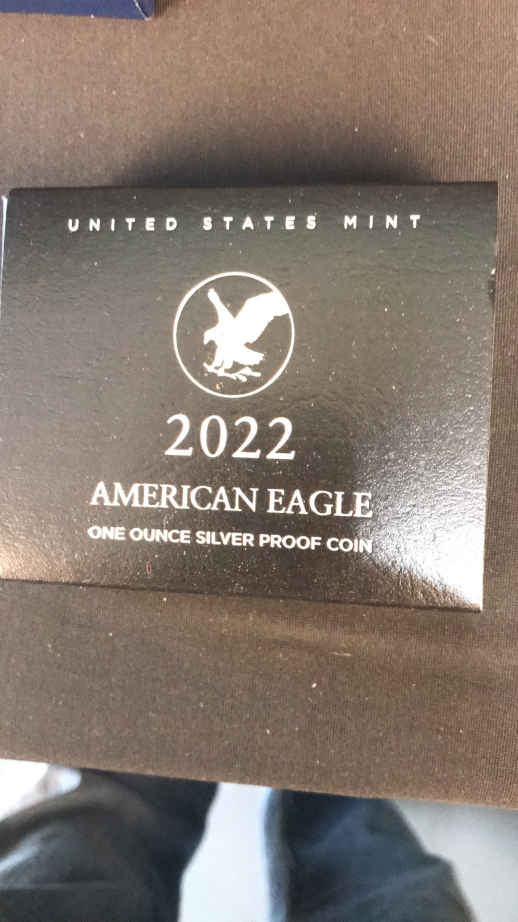 UNITED STATES MINT
2022
AMERICAN EAGLE
ONE OUNCE SILVER PROOF COIN